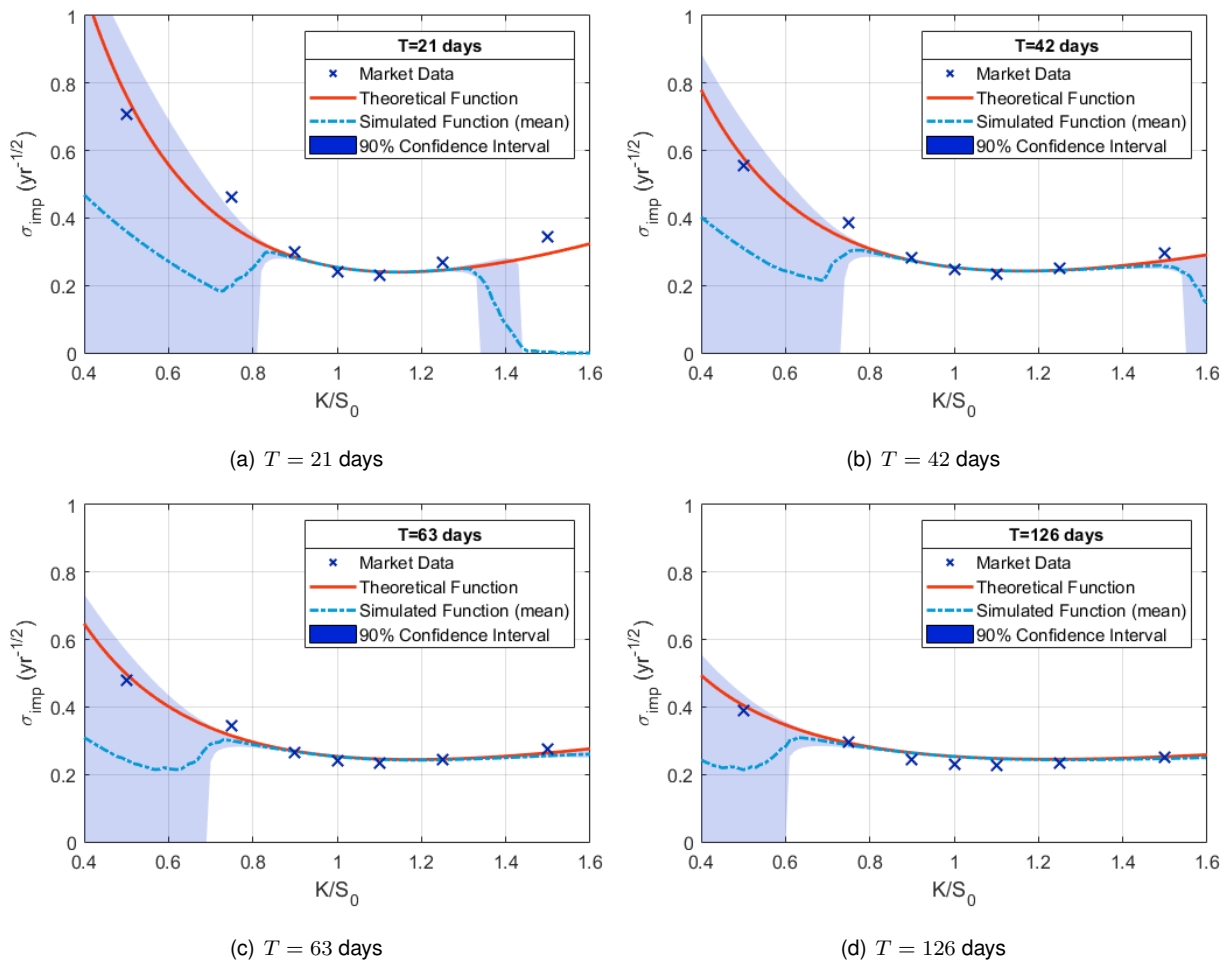 T=21 days
Market Data
Theoretical Function
Simulated Function (mean)
90% Confidence Interval
1
0.8
0.6
0.4
0.2
0
σimp (yr-1/2)
0.4 0.6 0.8 1 1.2 1.4 1.6
K/S0
(a) T = 21 days
T=42 days
Market Data
Theoretical Function
Simulated Function (mean)
90% Confidence Interval
1
0.8
0.6
0.4
0.2
0
σimp (yr-1/2)
0.4 0.6 0.8 1 1.2 1.4 1.6
K/S0
(b) T = 42 days
T=63 days
Market Data
Theoretical Function
Simulated Function (mean)
90% Confidence Interval
1
0.8
0.6
0.4
0.2
0
σimp (yr-1/2)
0.4 0.6 0.8 1 1.2 1.4 1.6
K/S0
(c) T = 63 days
T=126 days
Market Data
Theoretical Function
Simulated Function (mean)
90% Confidence Interval
1
0.8
0.6
0.4
0.2
0
σimp (yr-1/2)
0.4 0.6 0.8 1 1.2 1.4 1.6
K/S0
(d) T = 126 days